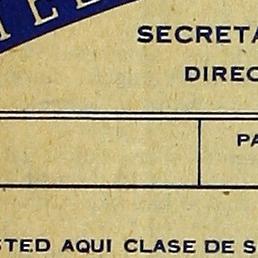 SECRETA
DIREC
PA
STED AQUI CLASE DE S